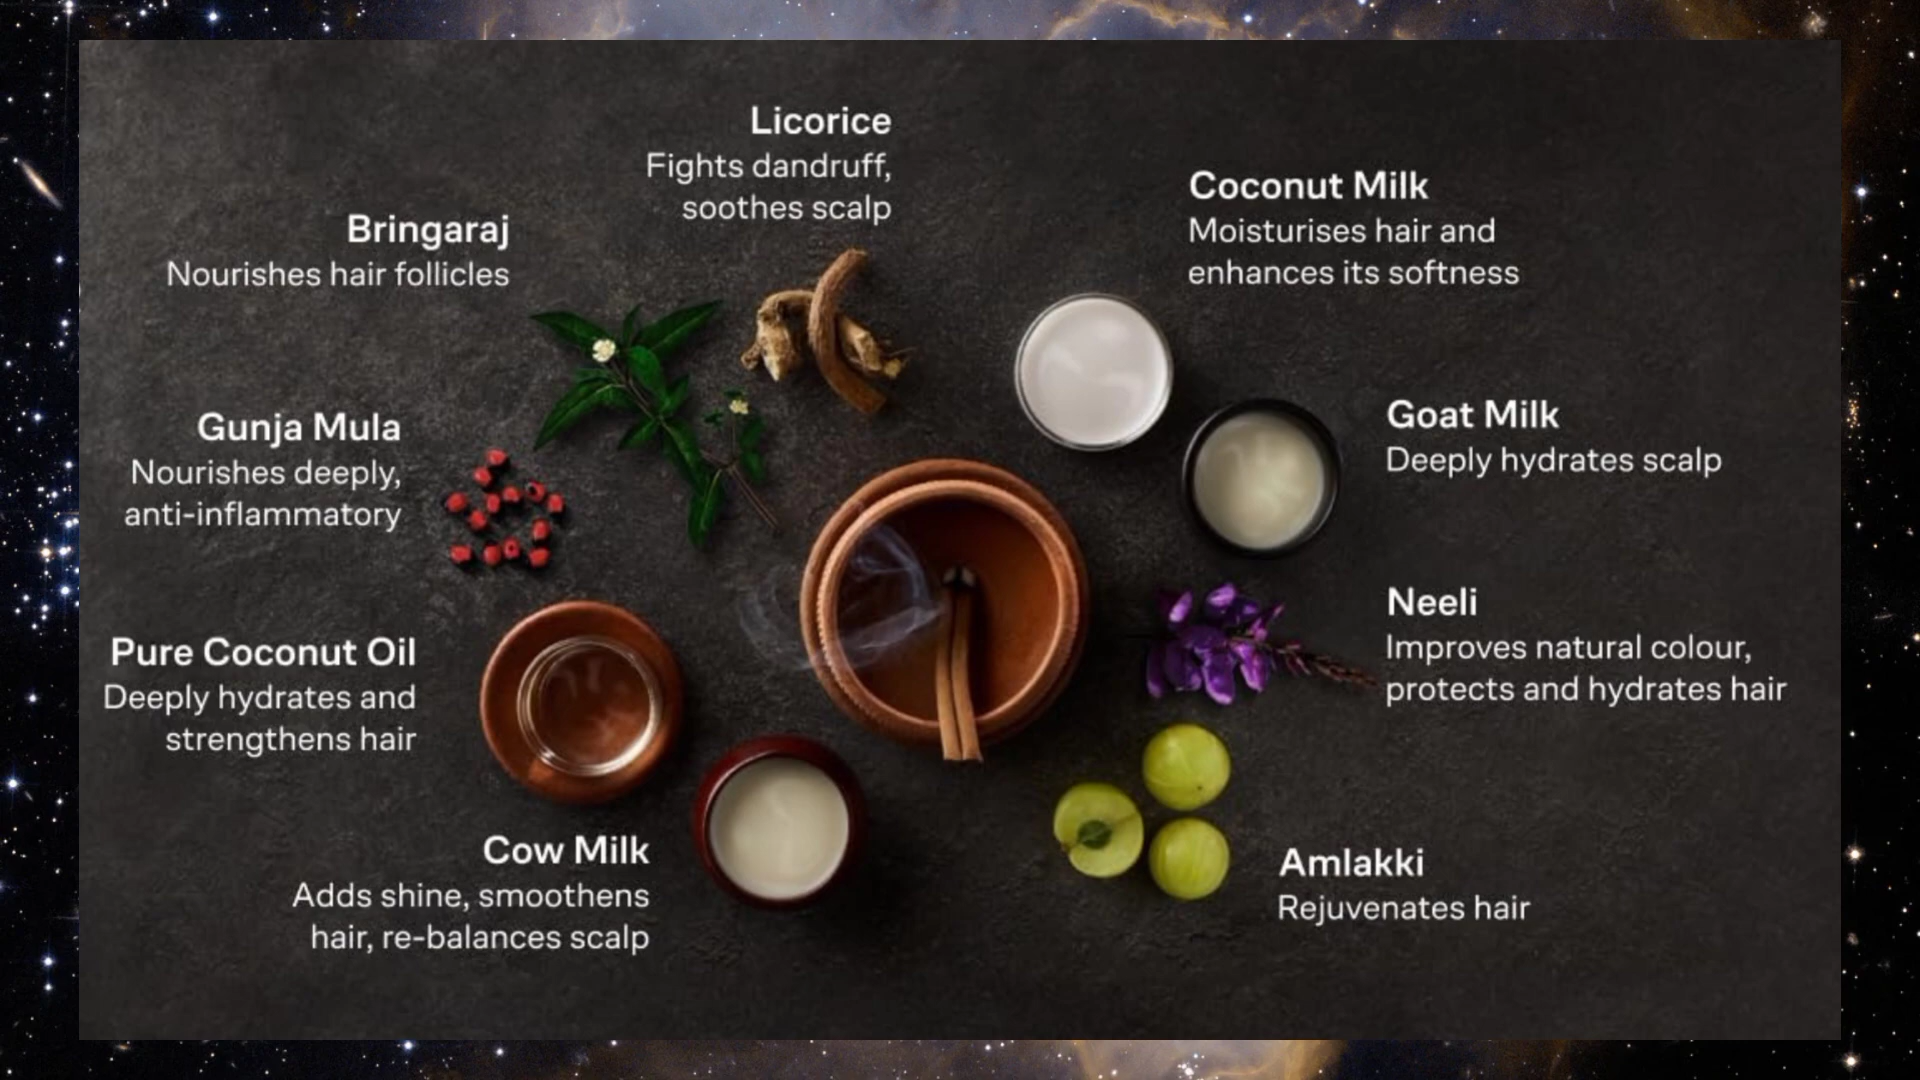 Licorice
Fights dandruff,
soothes scalp
Coconut Milk
Moisturises hair and
enhances its softness
Bringaraj
Nourishes hair follicles
Goat Milk
Deeply hydrates scalp
Gunja Mula
Nourishes deeply,
anti-inflammatory
Neeli
Improves natural colour,
protects and hydrates hair
Pure Coconut Oil
Deeply hydrates and
strengthens hair
Cow Milk
Adds shine, smoothens
hair, re-balances scalp
Amlakki
Rejuvenates hair